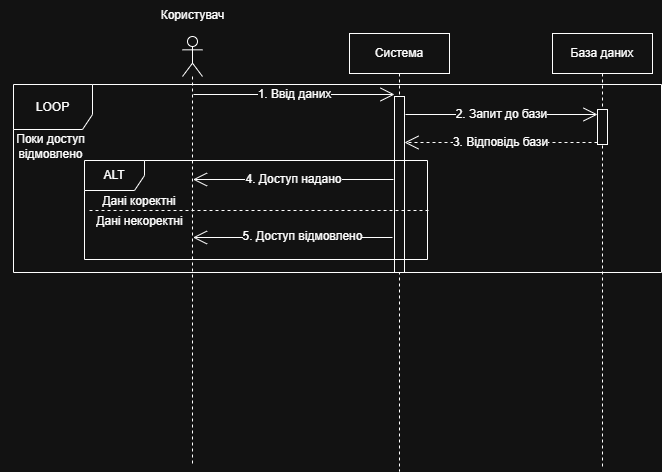 Користувач
Система
База даних
LOOP
1. Ввід даних
2. Запит до бази
Поки доступ
відмовлено
3. Відповідь бази
ALT
4. Доступ надано
Дані коректні
Дані некоректні
5. Доступ відмовлено